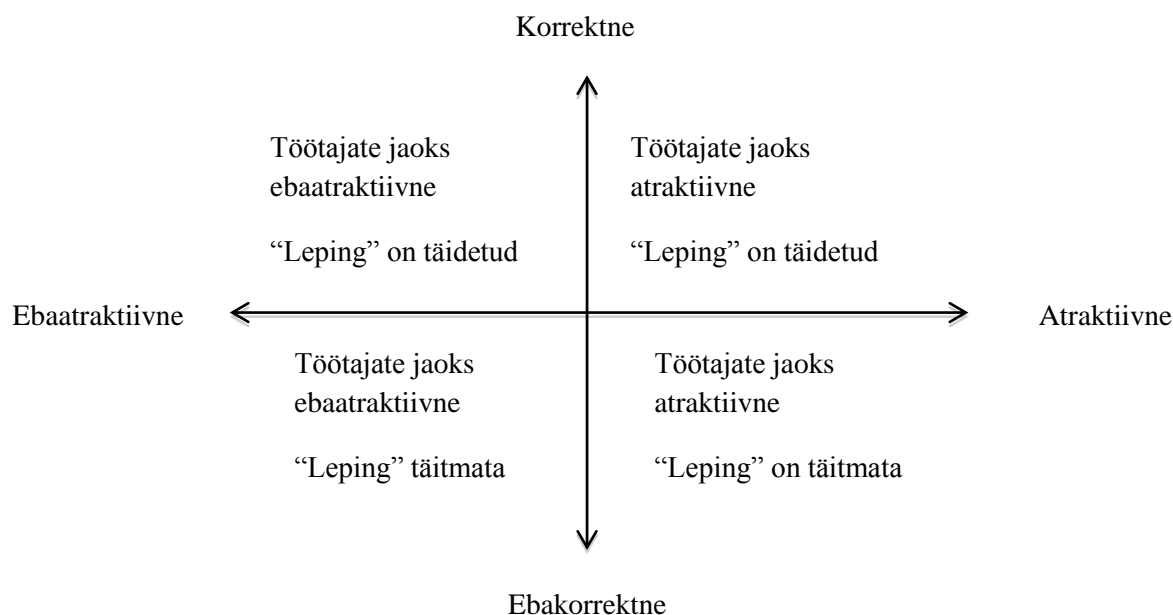 Korrektne
Töötajate jaoks
ebaatraktiivne
“Leping” on täidetud
Töötajate jaoks
atraktiivne
“Leping” on täidetud
Ebaatraktiivne
Atraktiivne
Töötajate jaoks
ebaatraktiivne
“Leping” täitmata
Töötajate jaoks
atraktiivne
“Leping” on täitmata
Ebakorrektne